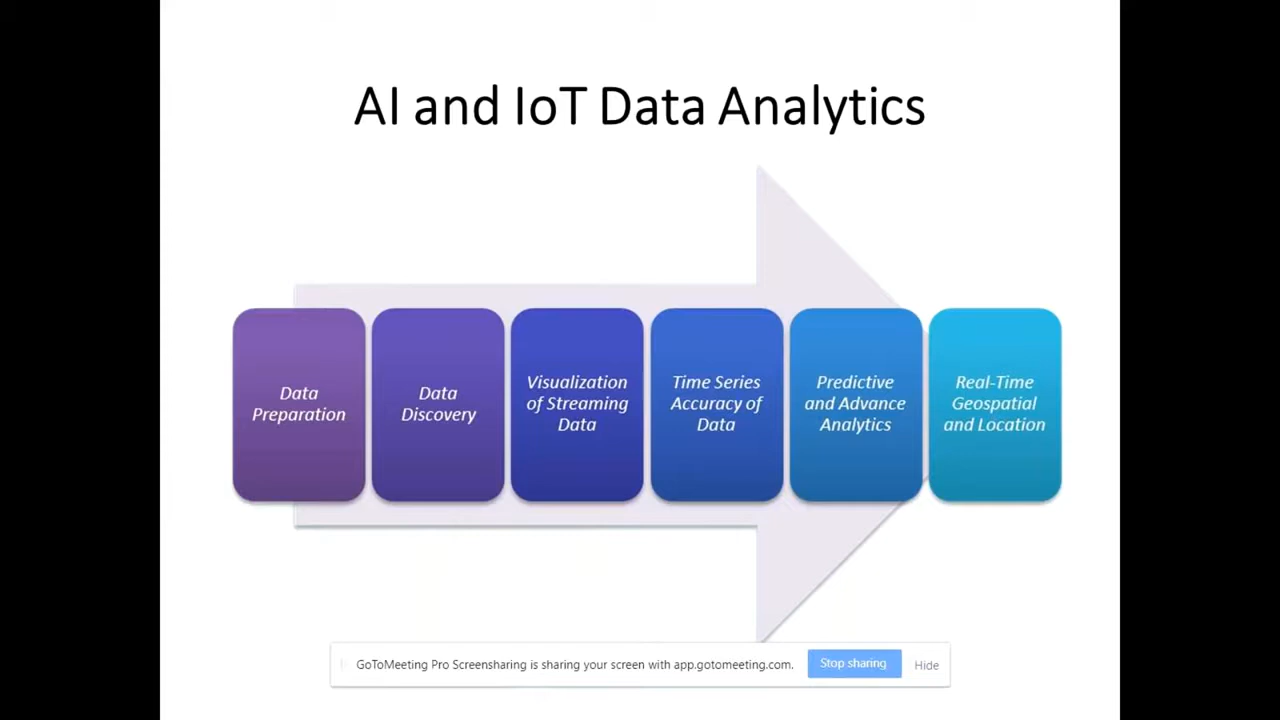 AI and IoT Data Analytics
Data
Preparation
Data
Discovery
Visualization
of Streaming
Data
Time Series
Accuracy of
Data
Predictive
and Advance
Analytics
Real-Time
Geospatial
and Location
GoToMeeting Pro Screensharing is sharing your screen with app.gotomeeting.com.
Stop sharing
Hide